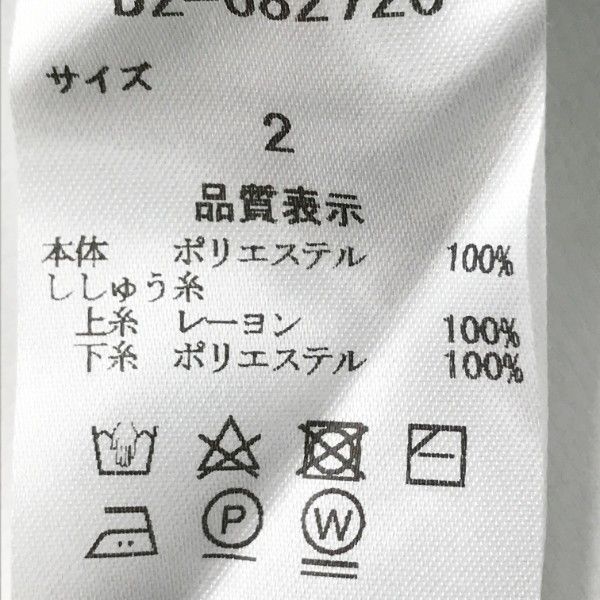 サイズ
2
品質表示
本体 ポリエステル 100%
ししゅう糸
上糸 レーヨン 100%
下糸 ポリエステル 100%
P W